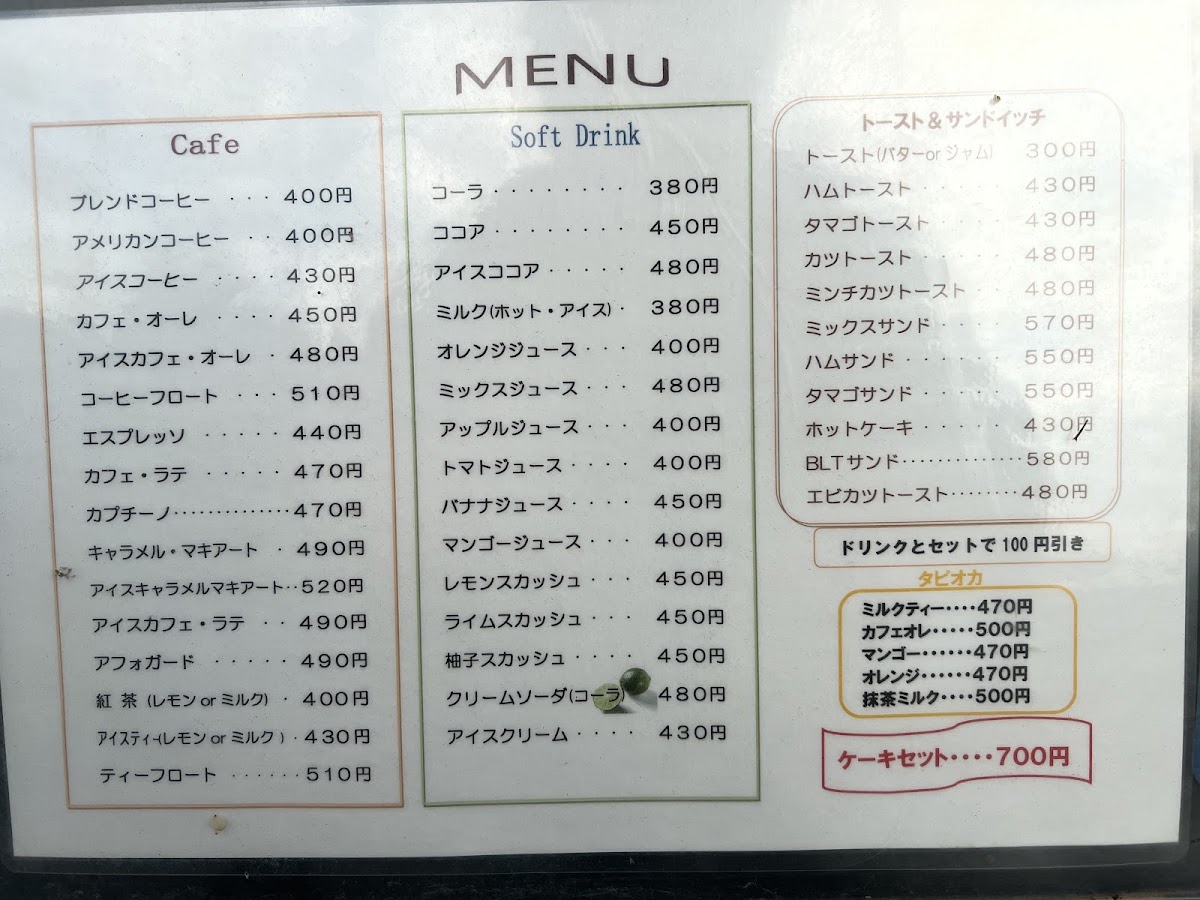 MENU
Cafe
ブレンドコーヒー ・・・ 400円
アメリカンコーヒー ・・ 400円
アイスコーヒー ・・・・ 430円
カフェ・オーレ ・・・・ 450円
アイスカフェ・オーレ ・ 480円
コーヒーフロート ・・・ 510円
エスプレッソ ・・・・・ 440円
カフェ・ラテ ・・・・・ 470円
カプチーノ・・・・・・・・・・・・・470円
キャラメル・マキアート ・ 490円
アイスキャラメルマキアート・・520円
アイスカフェ・ラテ ・・ 490円
アフォガード ・・・・・ 490円
紅 茶 (レモン or ミルク) ・ 400円
アイスティー(レモン or ミルク )・430円
ティーフロート ・・・・・・510円
Soft Drink
コーラ・・・・・・・・ 380円
ココア・・・・・・・・ 450円
アイスココア・・・・・ 480円
ミルク(ホット・アイス)・ 380円
オレンジジュース・・・ 400円
ミックスジュース・・・ 480円
アップルジュース・・・ 400円
トマトジュース・・・・ 400円
バナナジュース・・・・ 450円
マンゴージュース・・・ 400円
レモンスカッシュ・・・ 450円
ライムスカッシュ・・・ 450円
柚子スカッシュ・・・・ 450円
クリームソーダ(コーラ) 480円
アイスクリーム・・・・ 430円
トースト&サンドイッチ
トースト(バターor ジャム) 300円
ハムトースト・・・・・ 430円
タマゴトースト・・・・ 430円
カツトースト・・・・・ 480円
ミンチカツトースト・・ 480円
ミックスサンド・・・・ 570円
ハムサンド・・・・・・ 550円
タマゴサンド・・・・・ 550円
ホットケーキ・・・・・ 430円
BLTサンド・・・・・・・・・・・・・580円
エビカツトースト・・・・・・・・480円
ドリンクとセットで100円引き
タピオカ
ミルクティー・・・・470円
カフェオレ・・・・・500円
マンゴー・・・・・・470円
オレンジ・・・・・・470円
抹茶ミルク・・・・500円
ケーキセット・・・・700円